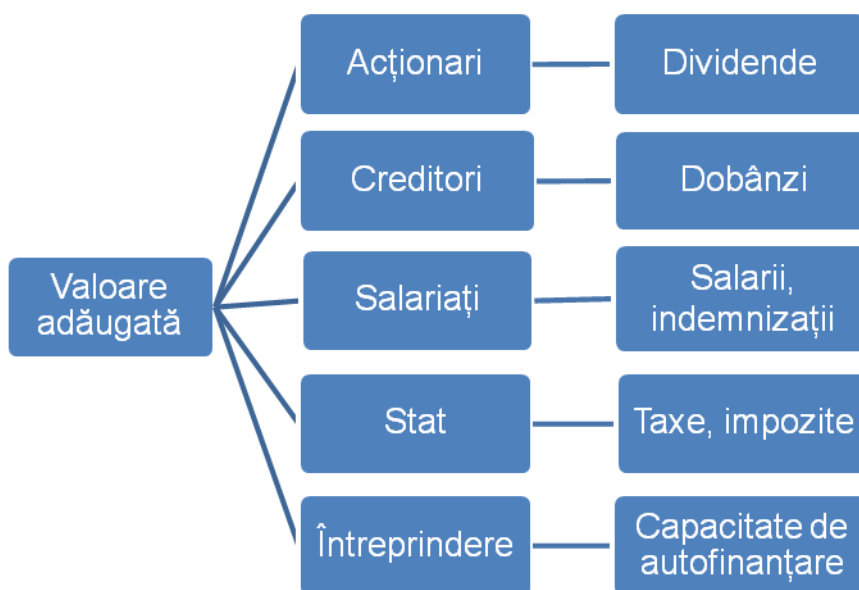 Acționari
Dividende
Creditori
Dobânzi
Valoare
adăugată
Salariați
Salarii,
indemnizații
Stat
Taxe, impozite
Întreprindere
Capacitate de
autofinanțare